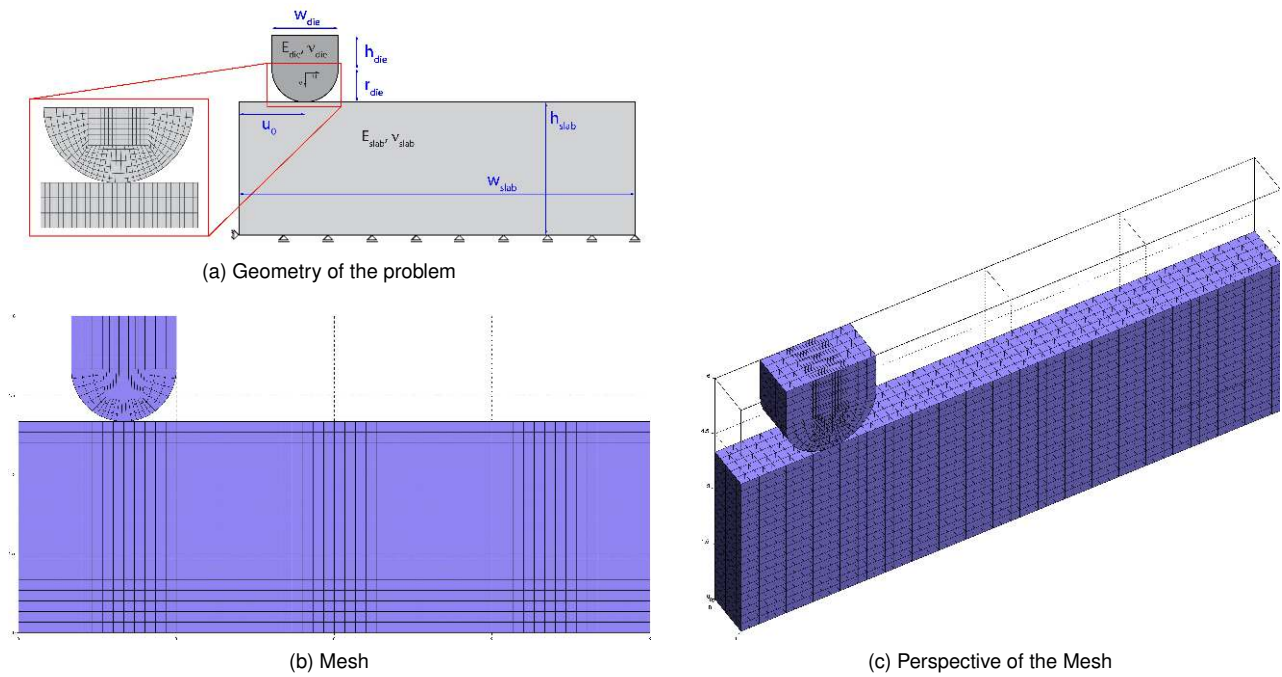 w_die
E_die, ν_die
h_die
r_die
u_0
E_slab, ν_slab
h_slab
w_slab
(a) Geometry of the problem
(b) Mesh
(c) Perspective of the Mesh